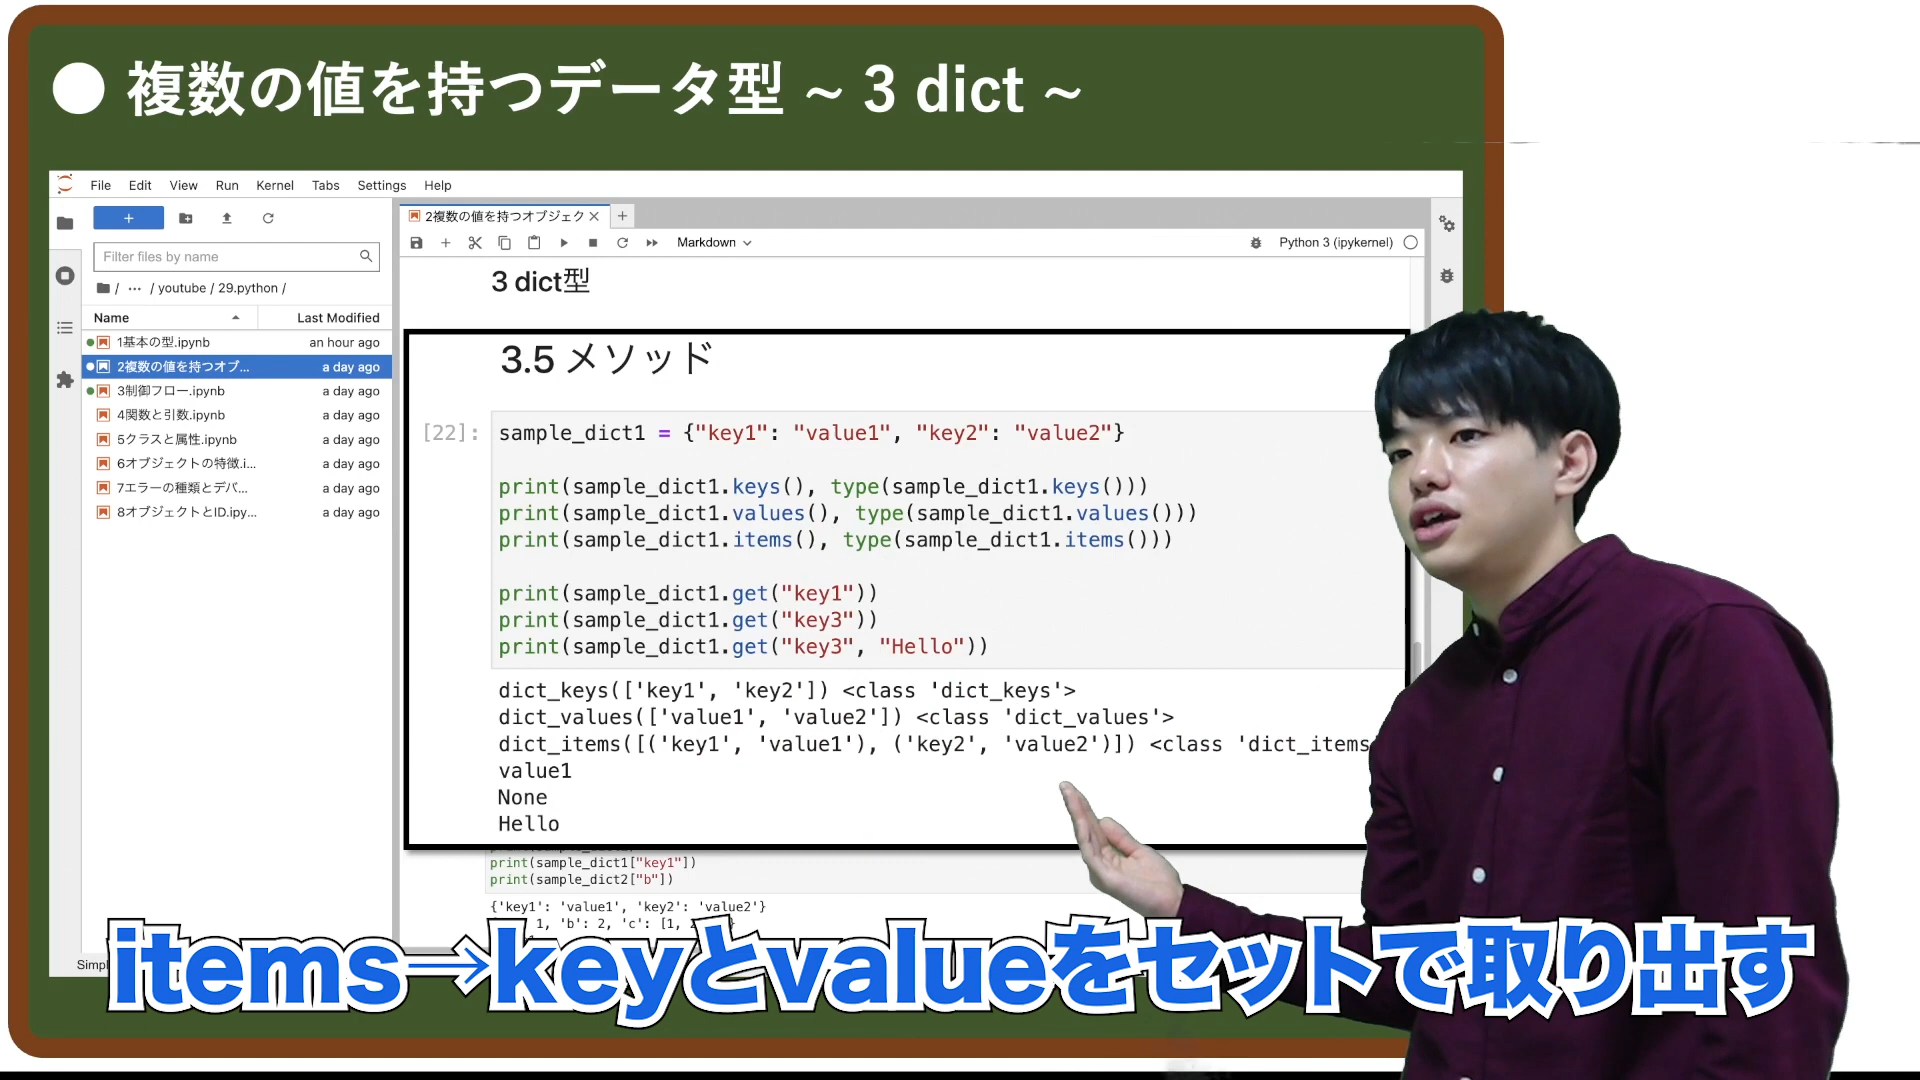 ● 複数の値を持つデータ型 ~ 3 dict ~
File Edit View Run Kernel Tabs Settings Help
2複数の値を持つオブジェク
Filter files by name
Markdown
Python 3 (ipykernel)
/ ... / youtube / 29.python /
Name Last Modified
1基本の型.ipynb an hour ago
2複数の値を持つオブ... a day ago
3制御フロー.ipynb a day ago
4関数と引数.ipynb a day ago
5クラスと属性.ipynb a day ago
6オブジェクトの特徴.i... a day ago
7エラーの種類とデバ... a day ago
8オブジェクトとID.ipy... a day ago
3 dict型
3.5 メソッド
[22]: sample_dict1 = {"key1": "value1", "key2": "value2"}
print(sample_dict1.keys(), type(sample_dict1.keys()))
print(sample_dict1.values(), type(sample_dict1.values()))
print(sample_dict1.items(), type(sample_dict1.items()))
print(sample_dict1.get("key1"))
print(sample_dict1.get("key3"))
print(sample_dict1.get("key3", "Hello"))
dict_keys(['key1', 'key2']) <class 'dict_keys'>
dict_values(['value1', 'value2']) <class 'dict_values'>
dict_items([('key1', 'value1'), ('key2', 'value2')]) <class 'dict_items
value1
None
Hello
print(sample_dict1["key1"])
print(sample_dict2["b"])
{'key1': 'value1', 'key2': 'value2'}
1, 'b': 2, 'c': [1,
Simpl
items→keyとvalueをセットで取り出す